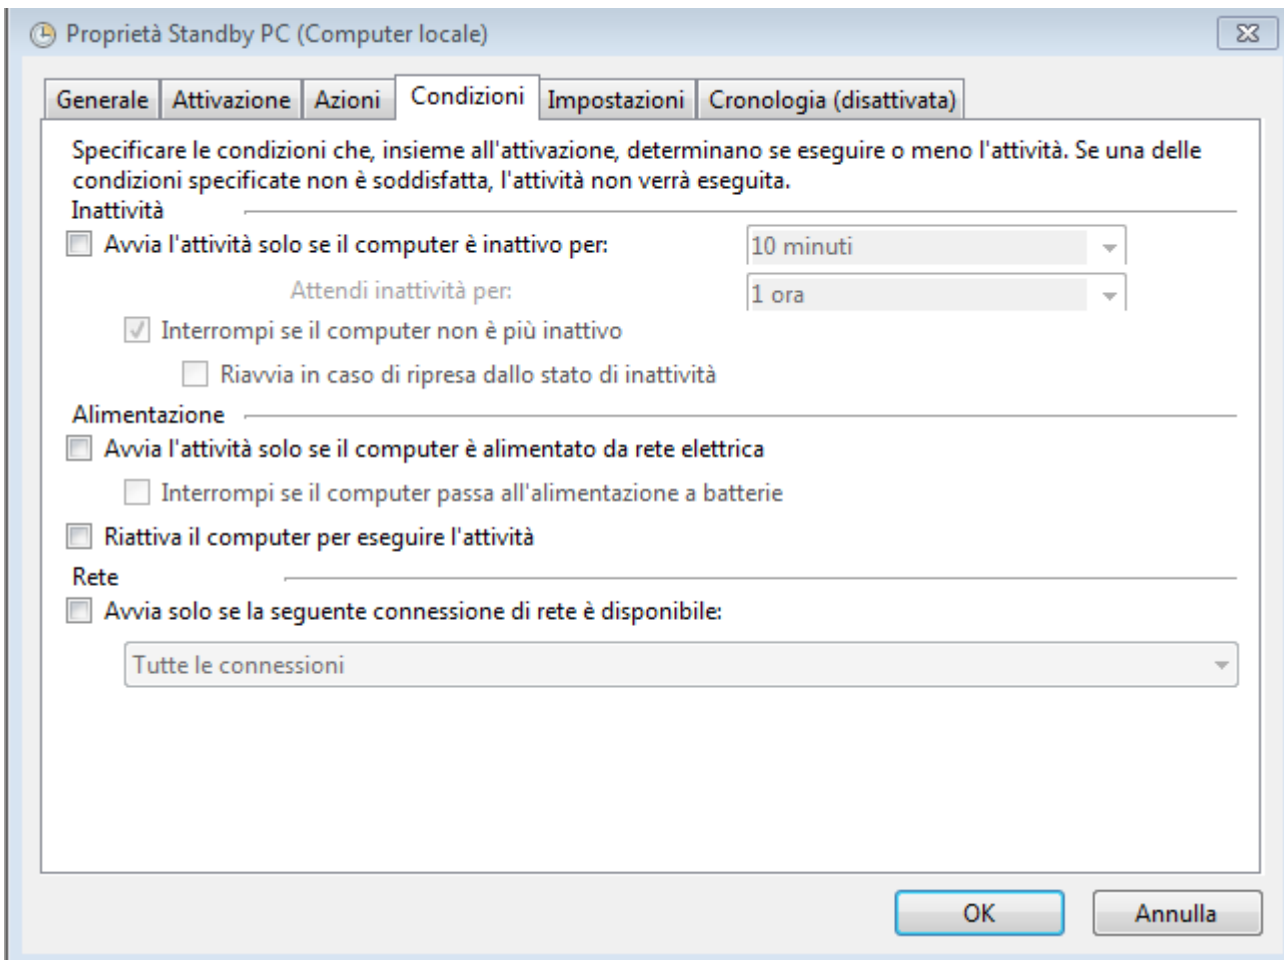 Proprietà Standby PC (Computer locale)
Generale Attivazione Azioni Condizioni Impostazioni Cronologia (disattivata)
Specificare le condizioni che, insieme all'attivazione, determinano se eseguire o meno l'attività. Se una delle
condizioni specificate non è soddisfatta, l'attività non verrà eseguita.
Inattività
Avvia l'attività solo se il computer è inattivo per: 10 minuti
Attendi inattività per: 1 ora
Interrompi se il computer non è più inattivo
Riavvia in caso di ripresa dallo stato di inattività
Alimentazione
Avvia l'attività solo se il computer è alimentato da rete elettrica
Interrompi se il computer passa all'alimentazione a batterie
Riattiva il computer per eseguire l'attività
Rete
Avvia solo se la seguente connessione di rete è disponibile:
Tutte le connessioni
OK Annulla